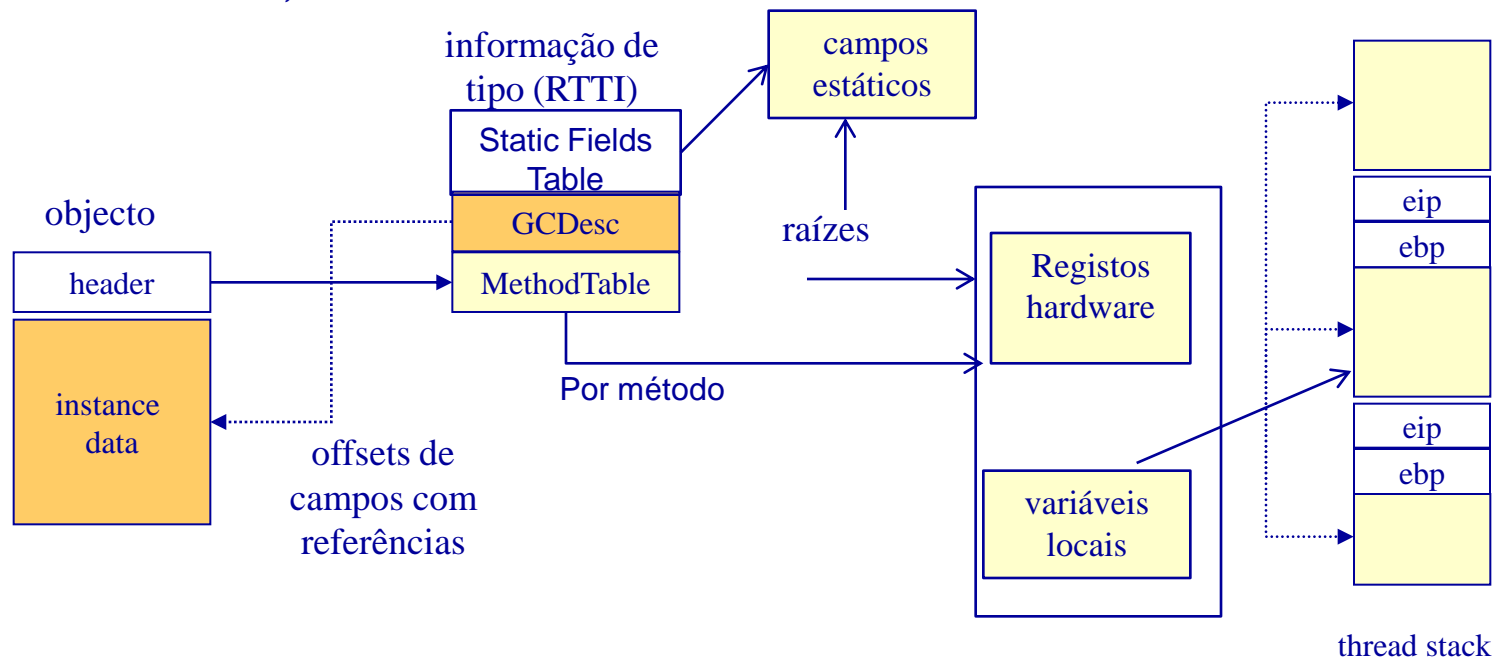 informação de
tipo (RTTI)
Static Fields
Table
GCDesc
MethodTable
campos
estáticos
objecto
header
instance
data
offsets de
campos com
referências
raízes
Por método
Registos
hardware
variáveis
locais
eip
ebp
eip
ebp
thread stack